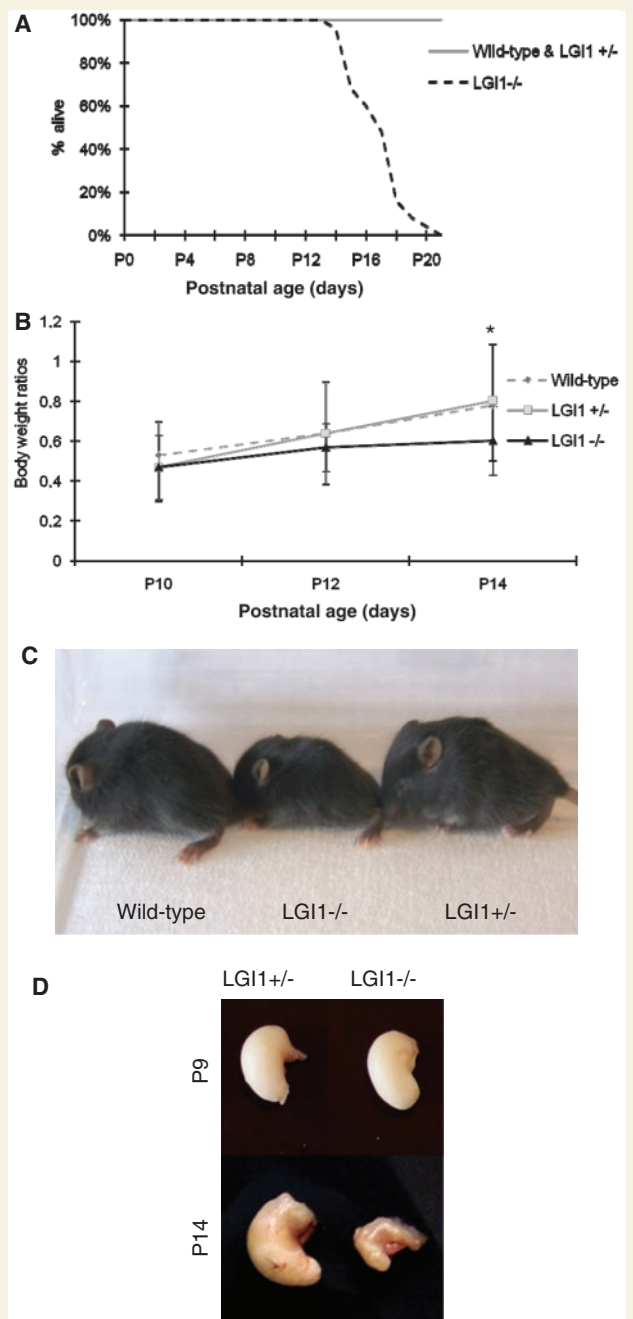 A
100%
80%
60%
40%
20%
0%
% alive
P0 P4 P8 P12 P16 P20
Postnatal age (days)
Wild-type & LGI1 +/-
LGI1-/-
B
1.2
1
0.8
0.6
0.4
0.2
0
Body weight ratios
*
P10 P12 P14
Postnatal age (days)
Wild-type
LGI1 +/-
LGI1 -/-
C
Wild-type LGI1-/- LGI1+/-
D
LGI1+/- LGI1-/-
P9
P14